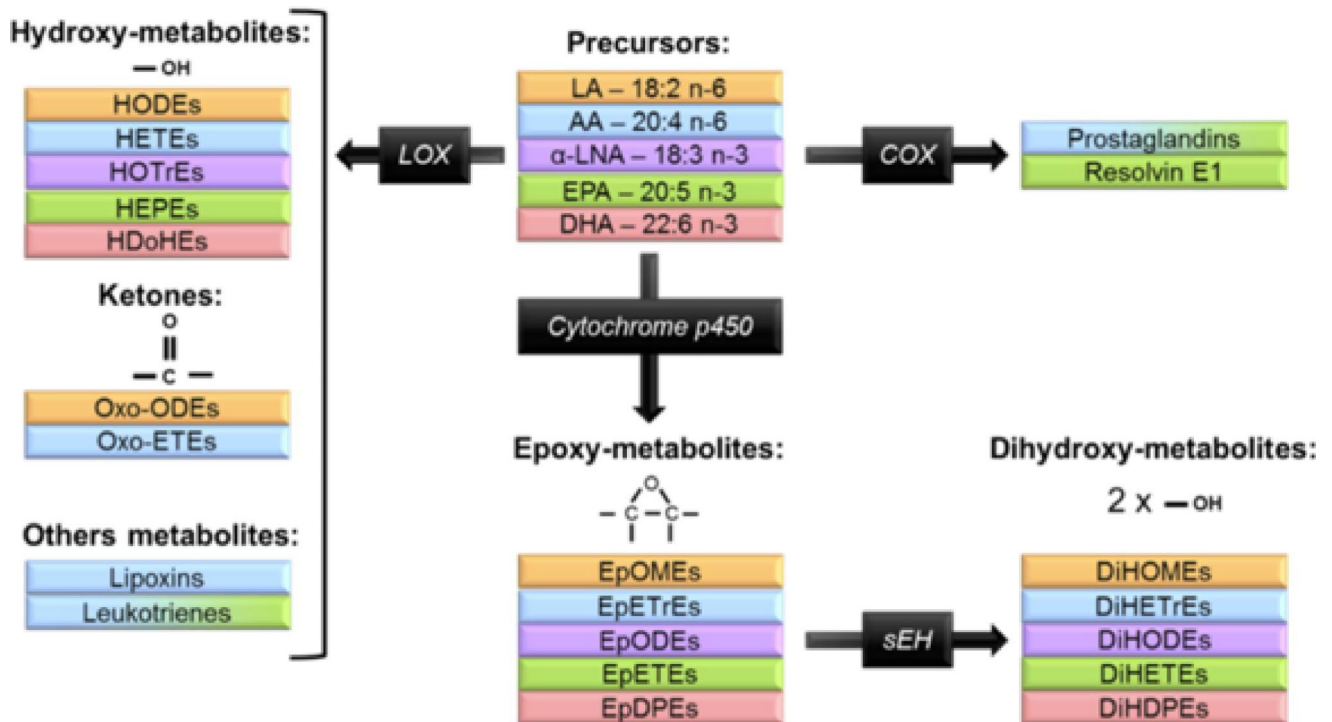 Hydroxy-metabolites:
— OH
HODEs
HETEs
HOTrEs
HEPEs
HDoHEs
Ketones:
O
C
Oxo-ODEs
Oxo-ETEs
Others metabolites:
Lipoxins
Leukotrienes
LOX
Precursors:
LA – 18:2 n-6
AA – 20:4 n-6
α-LNA – 18:3 n-3
EPA – 20:5 n-3
DHA – 22:6 n-3
COX
Prostaglandins
Resolvin E1
Cytochrome p450
Epoxy-metabolites:
O
C C
EpOMEs
EpETrEs
EpODEs
EpETEs
EpDPEs
sEH
Dihydroxy-metabolites:
2 x — OH
DiHOMEs
DiHETrEs
DiHODEs
DiHETEs
DiHDPEs